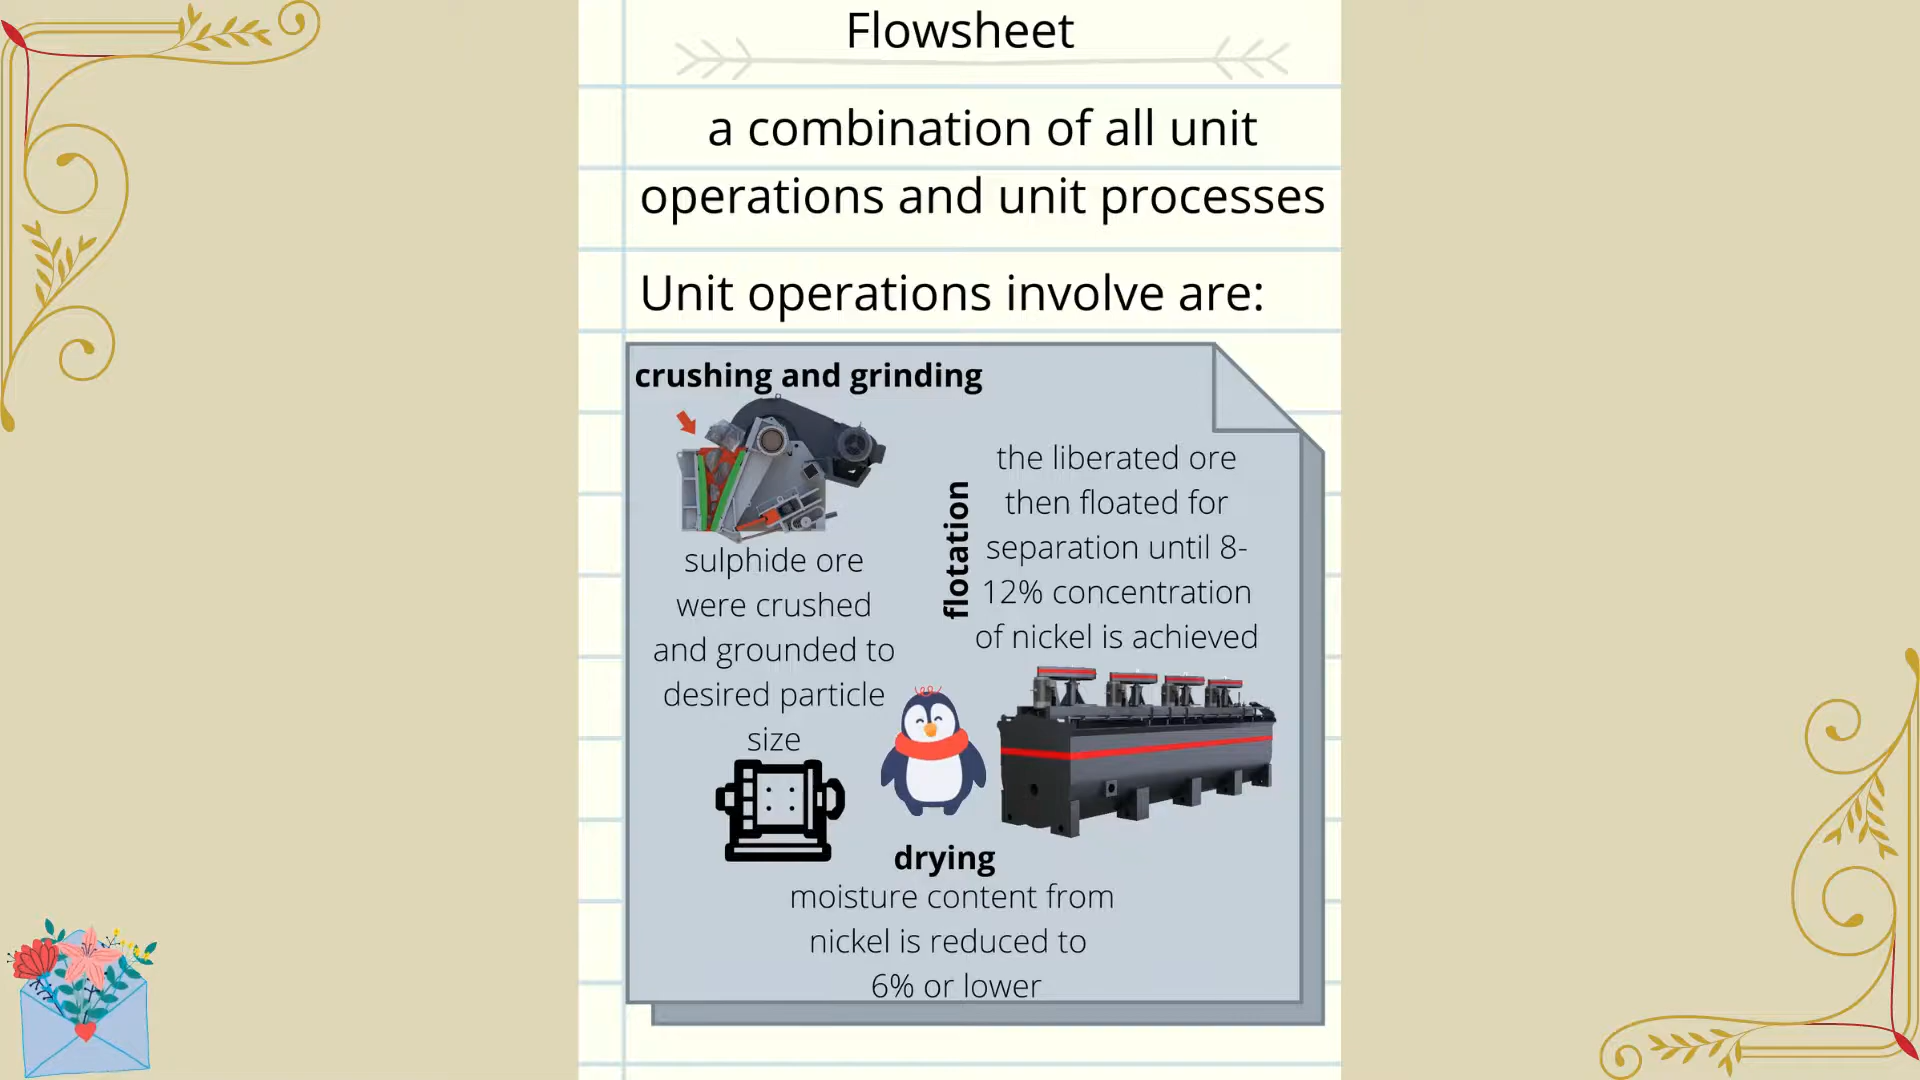 Flowsheet
a combination of all unit
operations and unit processes
Unit operations involve are:
crushing and grinding
sulphide ore
were crushed
and grounded to
desired particle
size
flotation
the liberated ore
then floated for
separation until 8-
12% concentration
of nickel is achieved
drying
moisture content from
nickel is reduced to
6% or lower